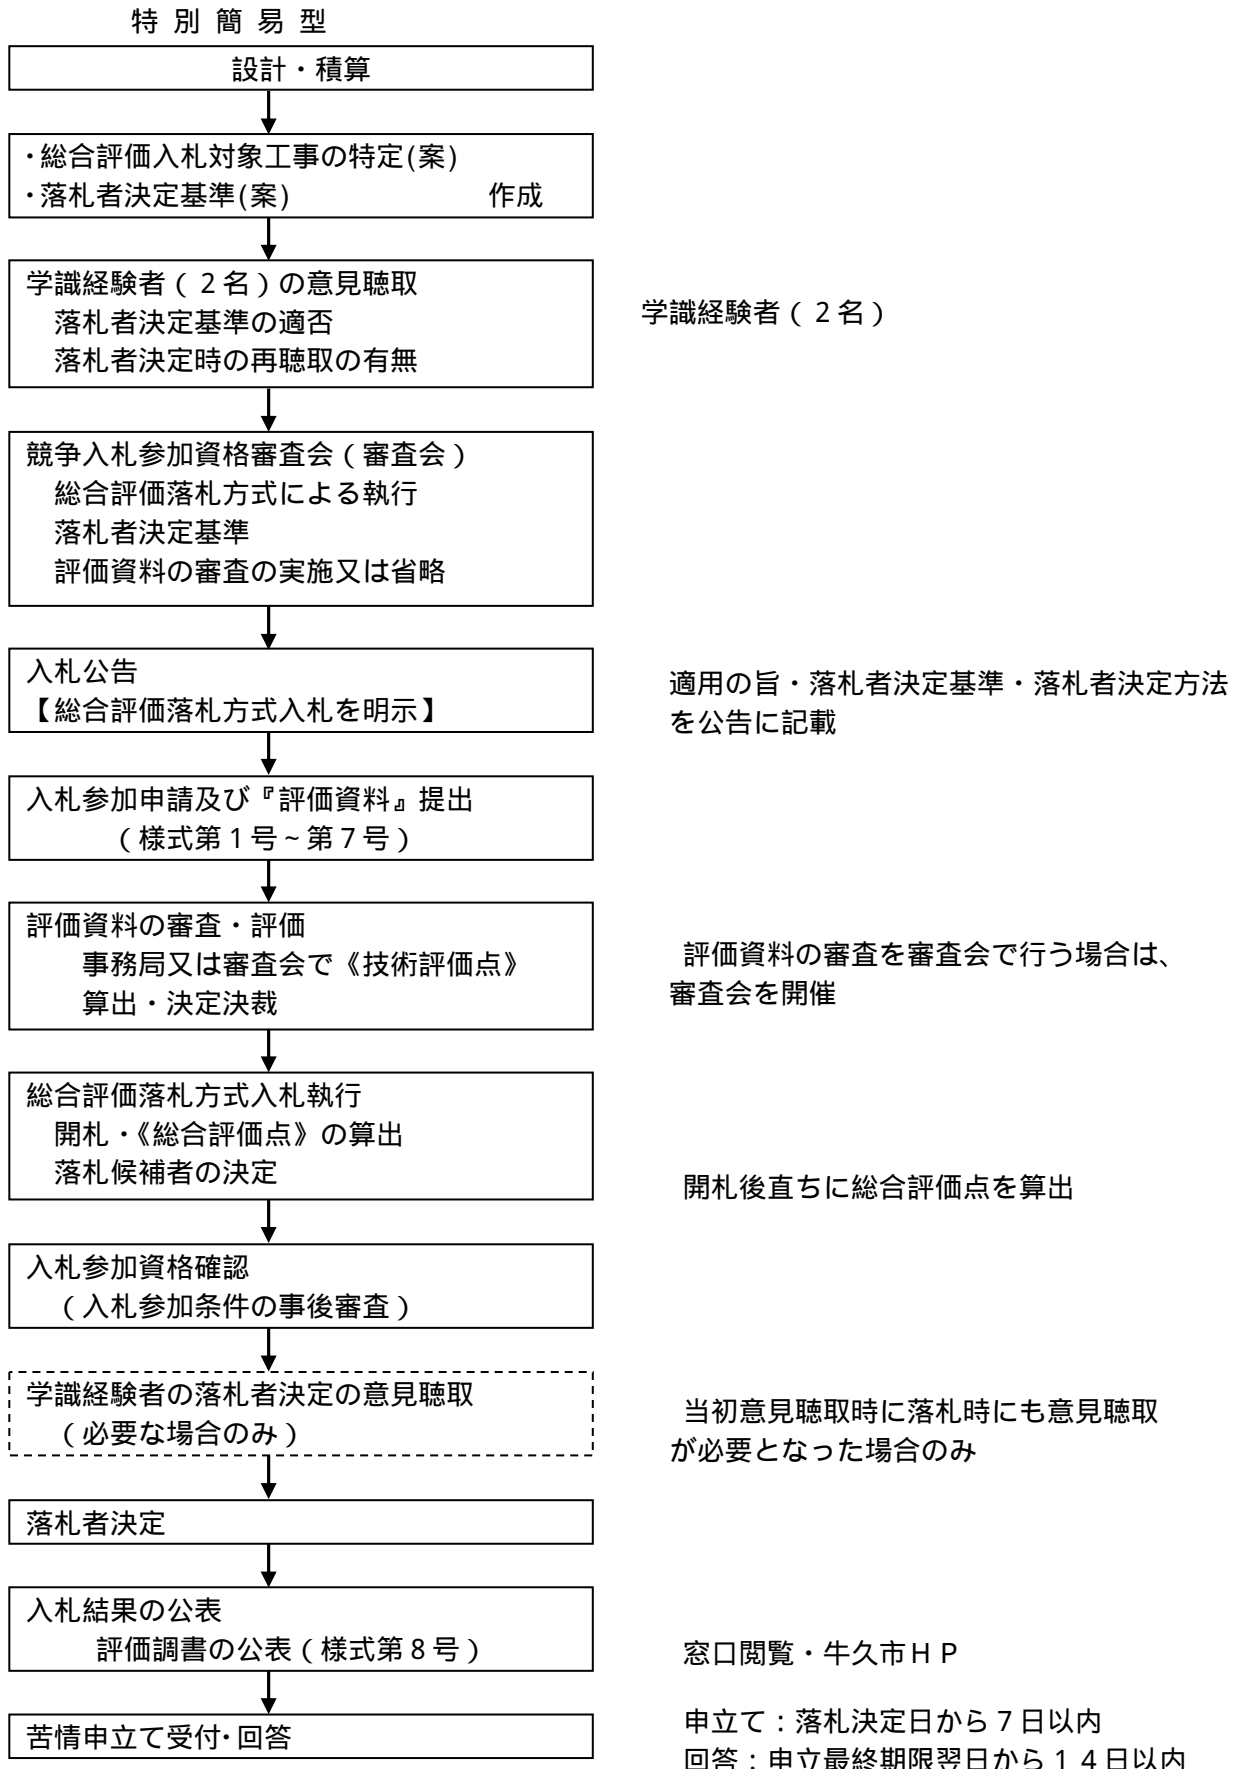 特別簡易型
設計・積算
・総合評価入札対象工事の特定(案)
・落札者決定基準(案) 作成
学識経験者（２名）の意見聴取
落札者決定基準の適否
落札者決定時の再聴取の有無
学識経験者（２名）
競争入札参加資格審査会（審査会）
総合評価落札方式による執行
落札者決定基準
評価資料の審査の実施又は省略
入札公告
【総合評価落札方式入札を明示】
適用の旨・落札者決定基準・落札者決定方法
を公告に記載
入札参加申請及び『評価資料』提出
（様式第１号～第７号）
評価資料の審査・評価
事務局又は審査会で《技術評価点》
算出・決定決裁
評価資料の審査を審査会で行う場合は、
審査会を開催
総合評価落札方式入札執行
開札・《総合評価点》の算出
落札候補者の決定
開札後直ちに総合評価点を算出
入札参加資格確認
（入札参加条件の事後審査）
学識経験者の落札者決定の意見聴取
（必要な場合のみ）
当初意見聴取時に落札時にも意見聴取
が必要となった場合のみ
落札者決定
入札結果の公表
評価調書の公表（様式第８号）
窓口閲覧・牛久市ＨＰ
苦情申立て受付・回答
申立て：落札決定日から７日以内
回答：申立最終期限翌日から１４日以内